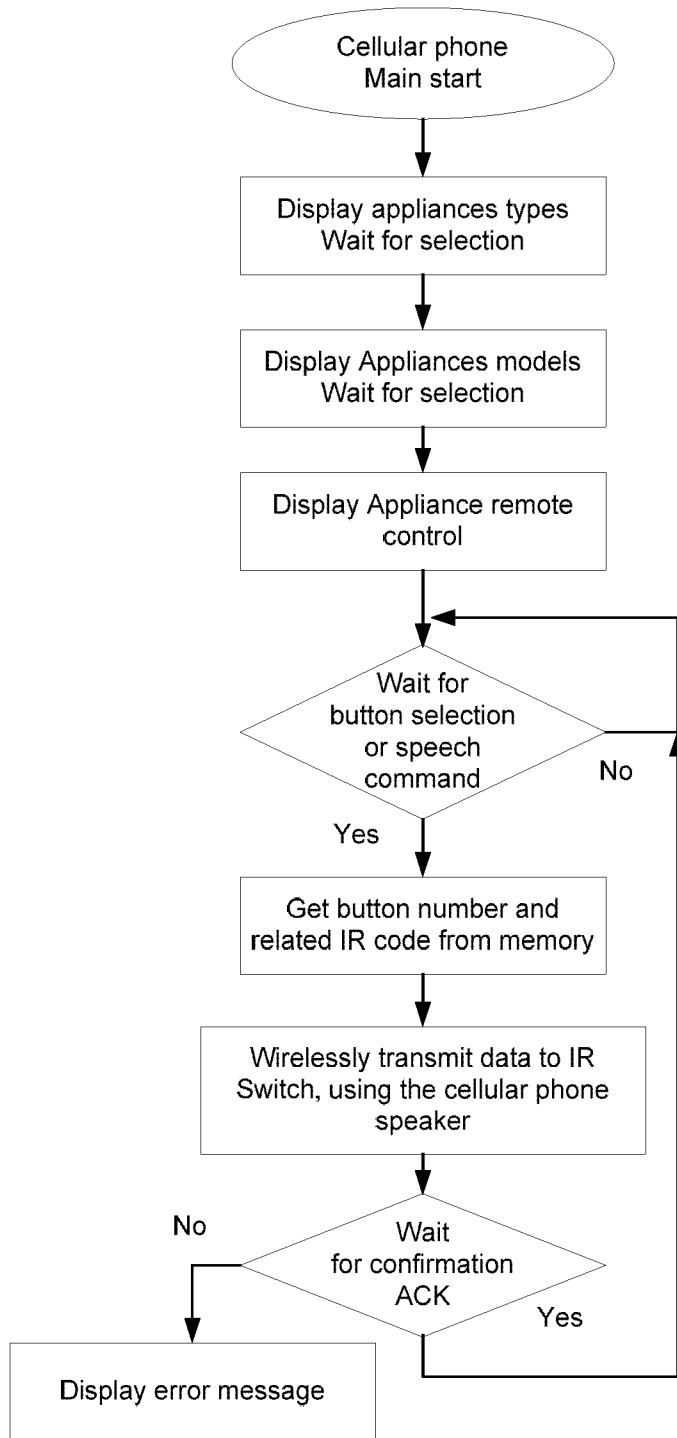 Cellular phone
Main start
Display appliances types
Wait for selection
Display Appliances models
Wait for selection
Display Appliance remote
control
Wait for
button selection
or speech
command
No
Yes
Get button number and
related IR code from memory
Wirelessly transmit data to IR
Switch, using the cellular phone
speaker
No
Wait
for confirmation
ACK
Yes
Display error message